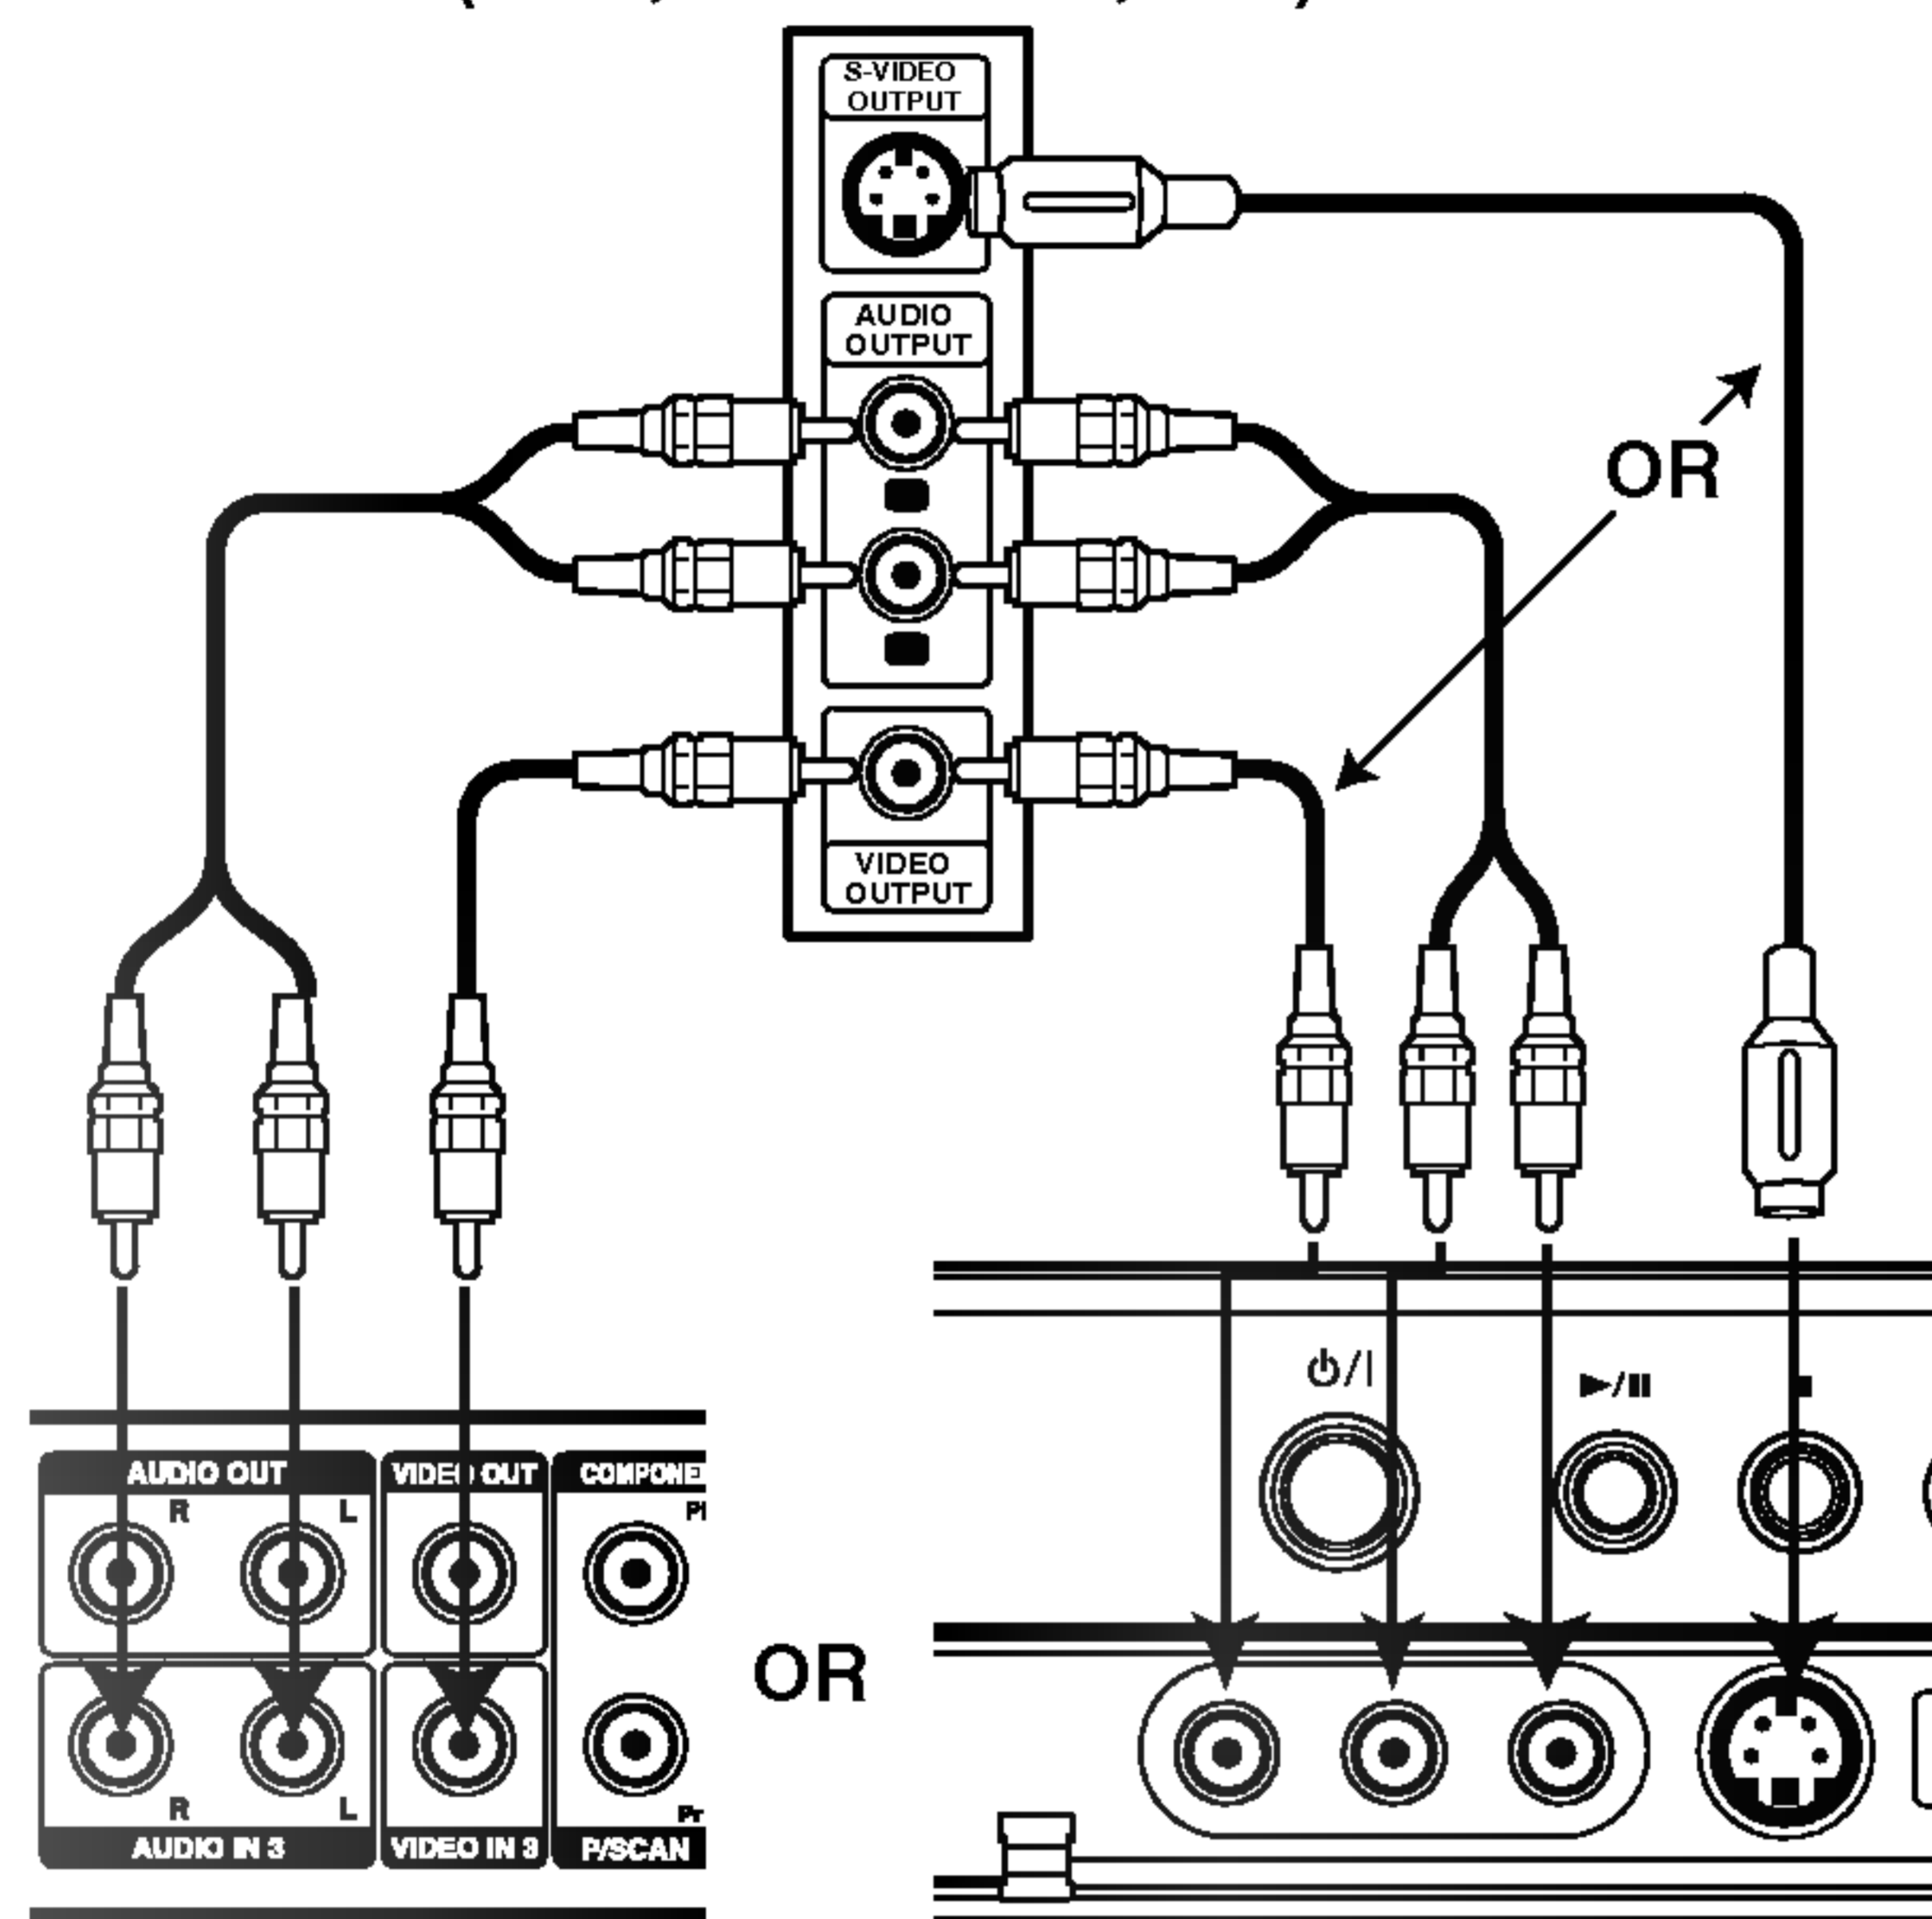 S-VIDEO
OUTPUT
AUDIO
OUTPUT
OR
VIDEO
OUTPUT
AUDIO OUT
VIDEO OUT
R
L
OR
R
L
Pr
AUDIO IN 3
VIDEO IN 3
P/SCAN